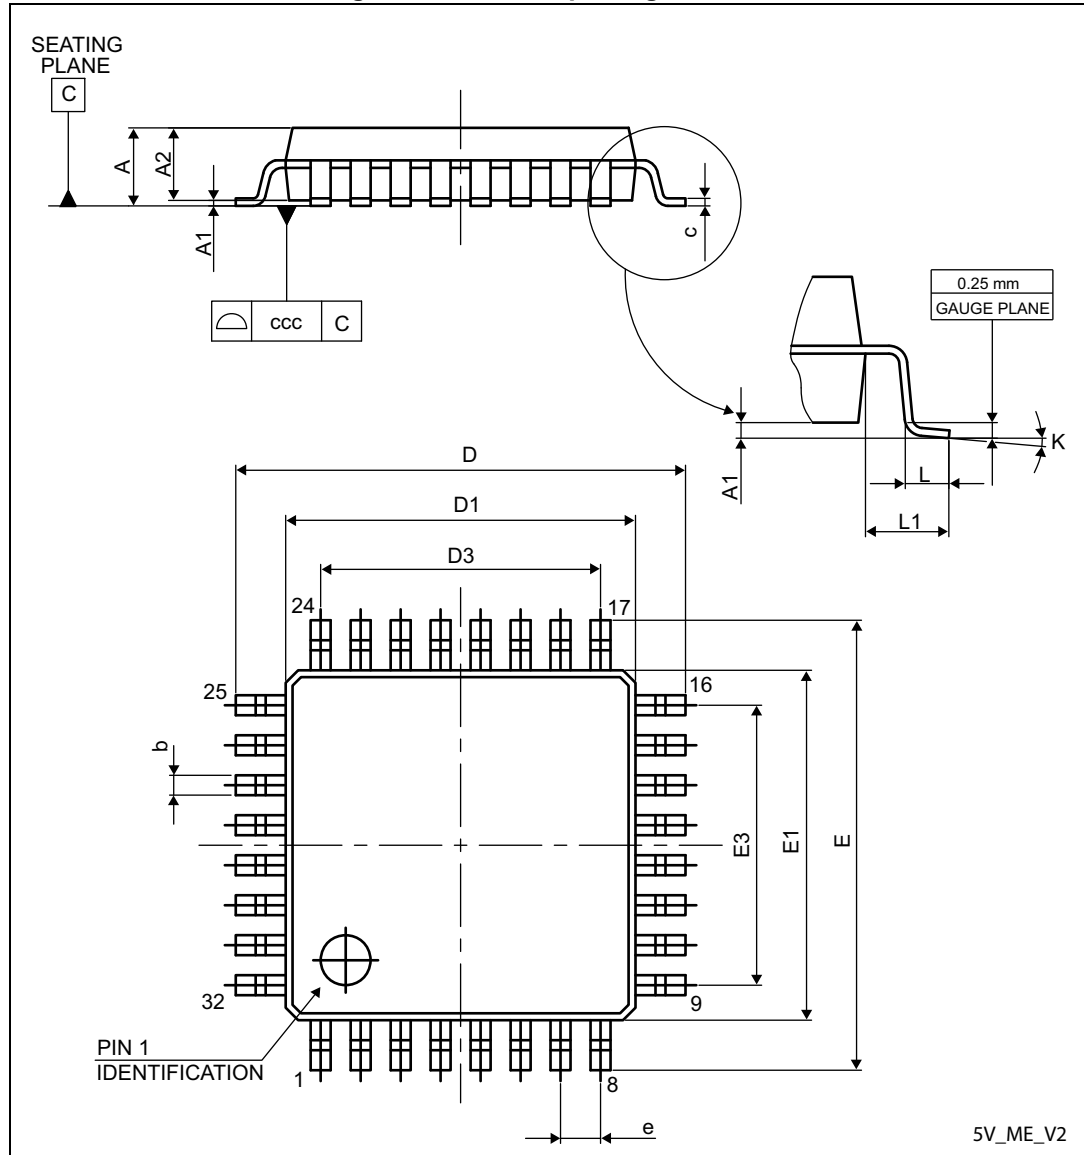 SEATING
PLANE
C
A
A2
A1
c
ccc C
0.25 mm
GAUGE PLANE
A1
K
L
L1
D
D1
D3
24
17
25
16
b
E3
E1
E
32
9
PIN 1
IDENTIFICATION
1
8
e
5V_ME_V2